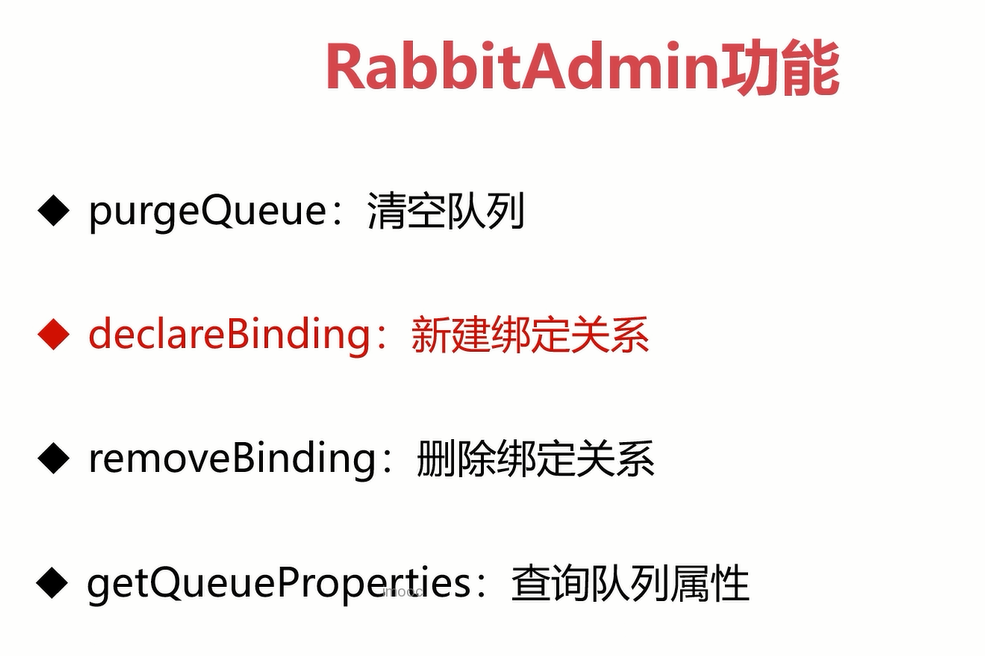 RabbitAdmin功能
◆ purgeQueue：清空队列
◆ declareBinding：新建绑定关系
◆ removeBinding：删除绑定关系
◆ getQueueProperties：查询队列属性